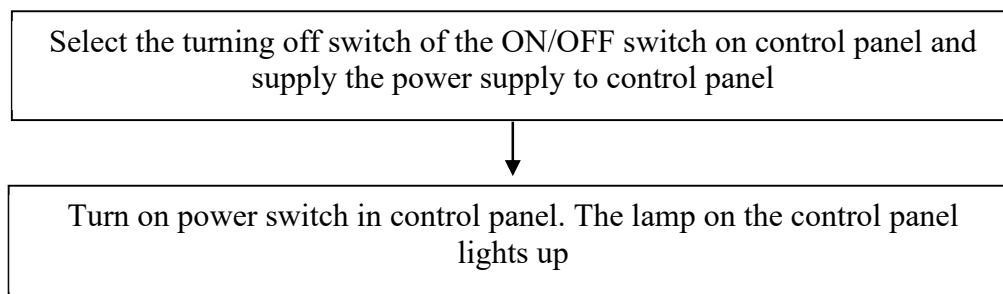 Select the turning off switch of the ON/OFF switch on control panel and
supply the power supply to control panel
Turn on power switch in control panel. The lamp on the control panel
lights up